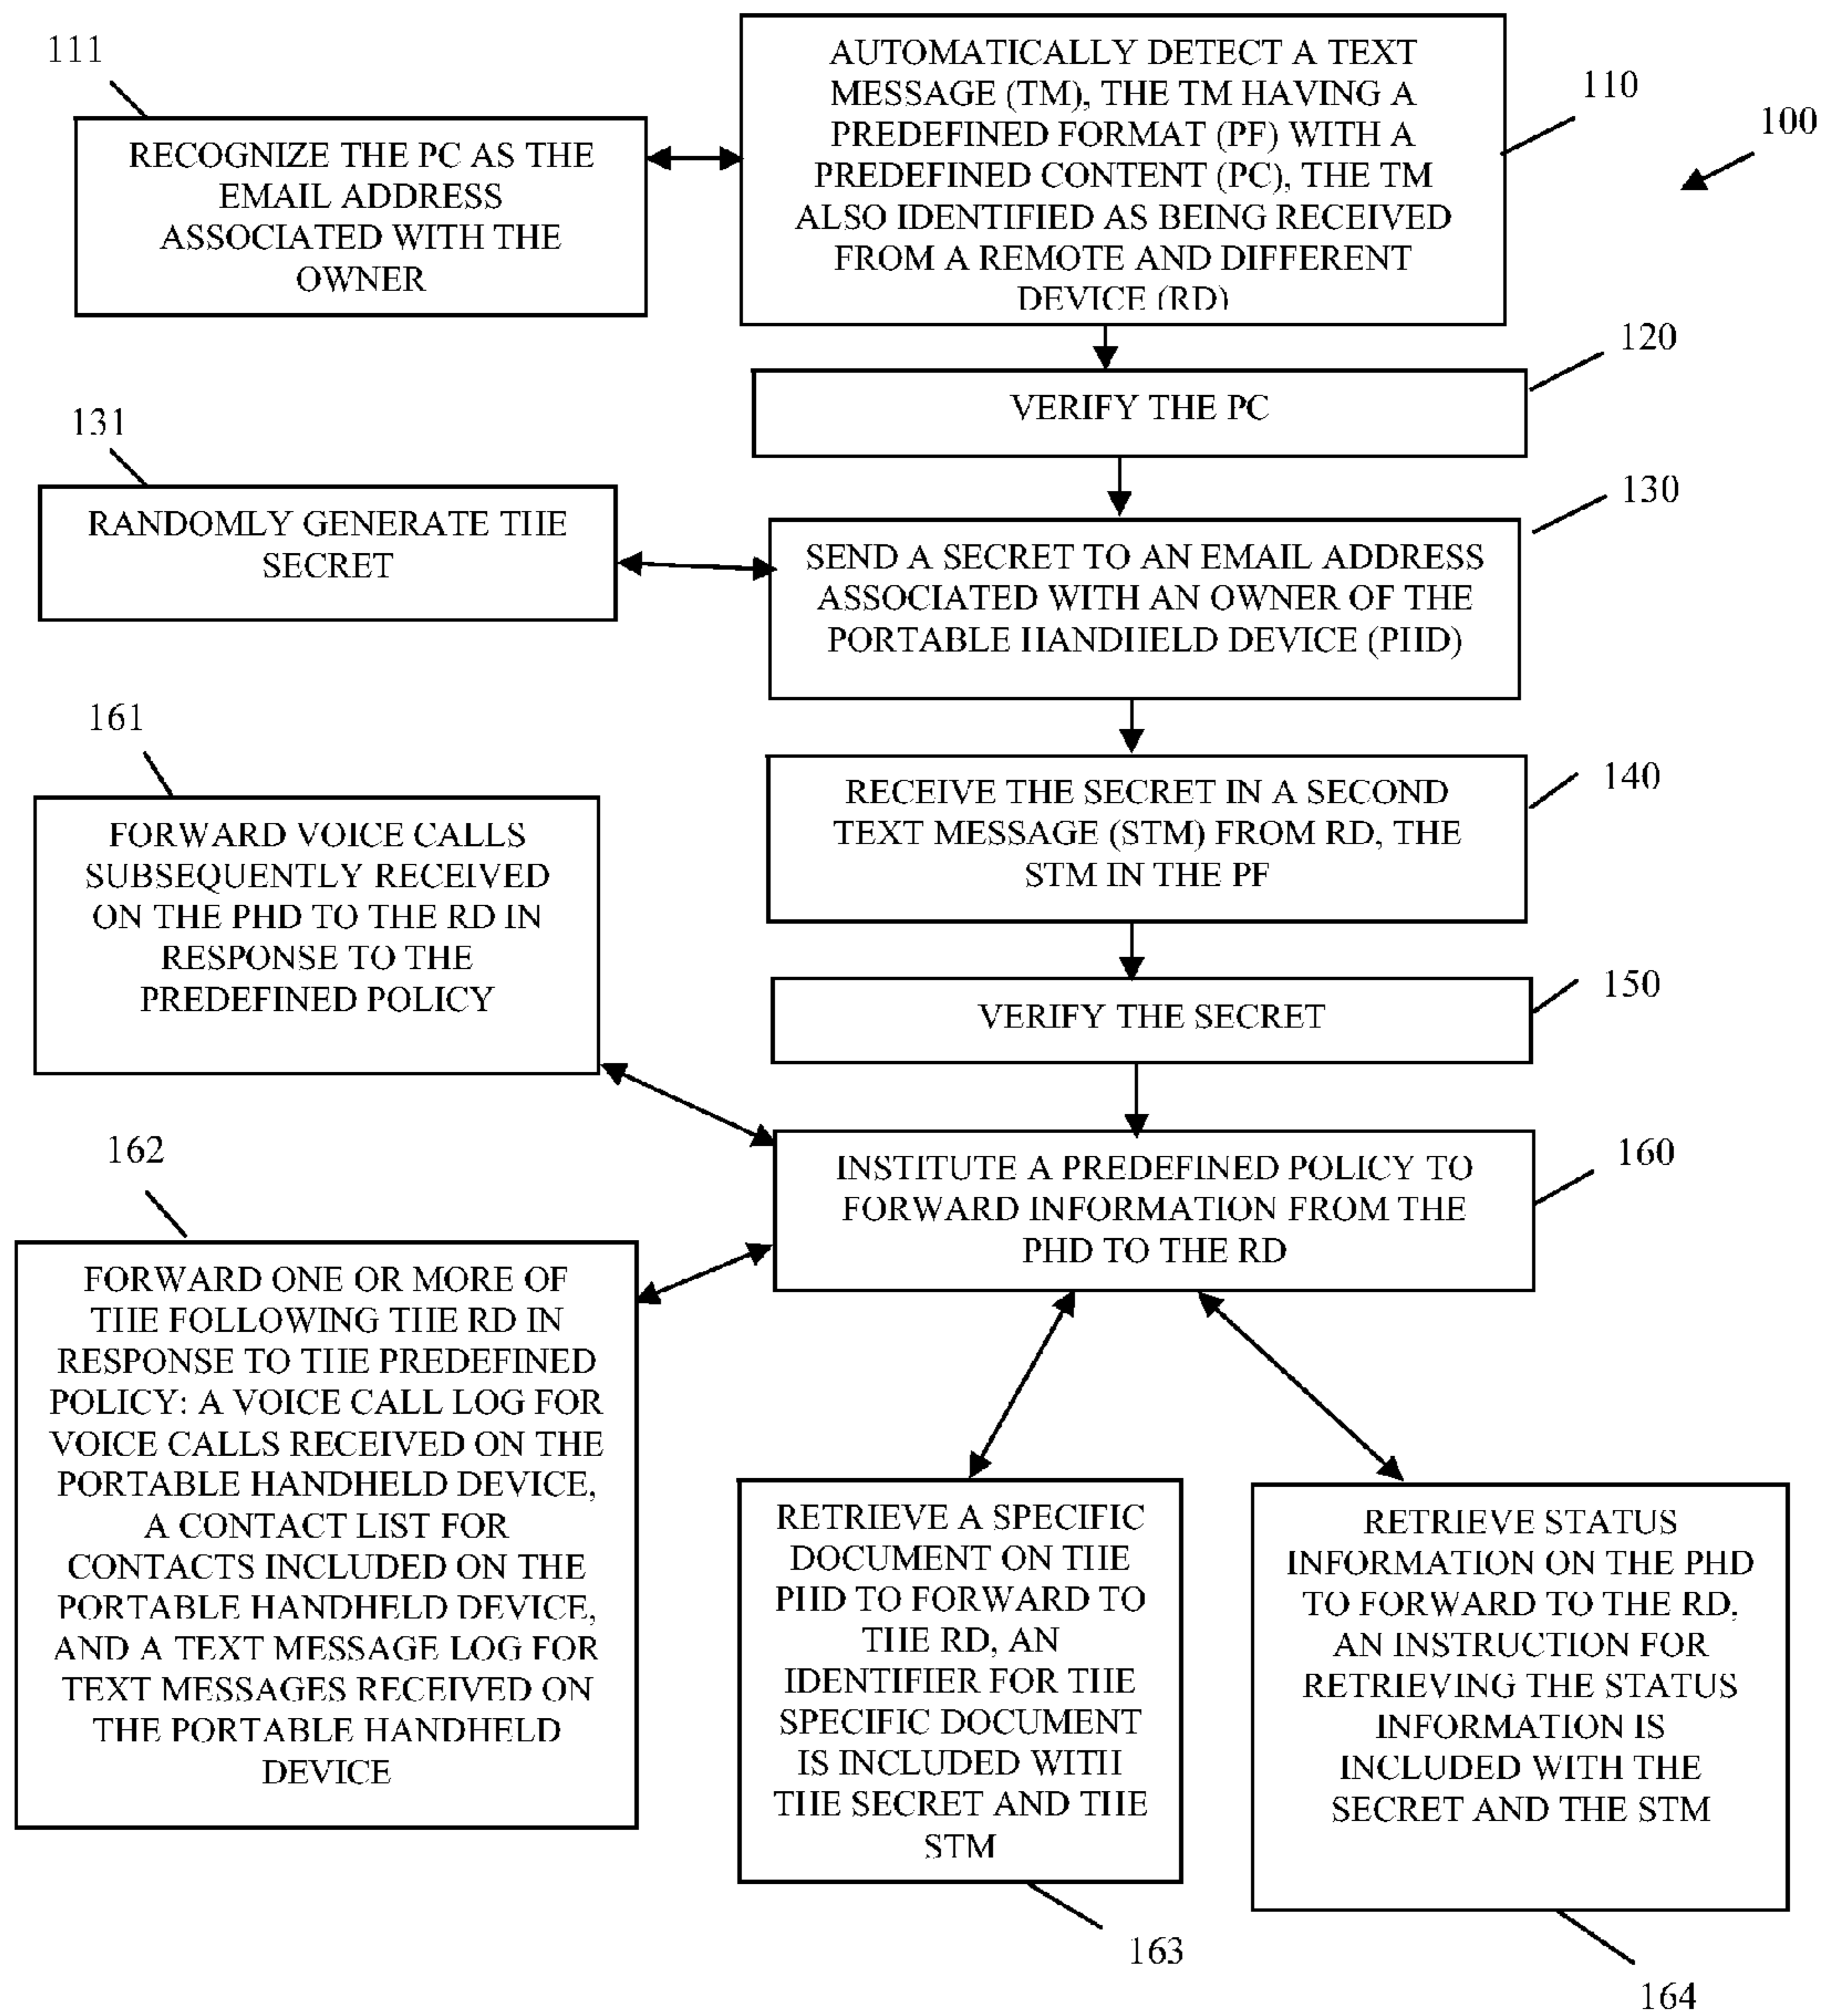 111
AUTOMATICALLY DETECT A TEXT
MESSAGE (TM), THE TM HAVING A
PREDEFINED FORMAT (PF) WITH A
PREDEFINED CONTENT (PC), THE TM
ALSO IDENTIFIED AS BEING RECEIVED
FROM A REMOTE AND DIFFERENT
DEVICE (RD)
110
100
RECOGNIZE THE PC AS THE
EMAIL ADDRESS
ASSOCIATED WITH THE
OWNER
120
VERIFY THE PC
131
130
RANDOMLY GENERATE THE
SECRET
SEND A SECRET TO AN EMAIL ADDRESS
ASSOCIATED WITH AN OWNER OF THE
PORTABLE HANDHELD DEVICE (PHD)
161
140
RECEIVE THE SECRET IN A SECOND
TEXT MESSAGE (STM) FROM RD, THE
STM IN THE PF
FORWARD VOICE CALLS
SUBSEQUENTLY RECEIVED
ON THE PHD TO THE RD IN
RESPONSE TO THE
PREDEFINED POLICY
150
VERIFY THE SECRET
162
160
INSTITUTE A PREDEFINED POLICY TO
FORWARD INFORMATION FROM THE
PHD TO THE RD
FORWARD ONE OR MORE OF
THE FOLLOWING THE RD IN
RESPONSE TO THE PREDEFINED
POLICY: A VOICE CALL LOG FOR
VOICE CALLS RECEIVED ON THE
PORTABLE HANDHELD DEVICE,
A CONTACT LIST FOR
CONTACTS INCLUDED ON THE
PORTABLE HANDHELD DEVICE,
AND A TEXT MESSAGE LOG FOR
TEXT MESSAGES RECEIVED ON
THE PORTABLE HANDHELD
DEVICE
RETRIEVE A SPECIFIC
DOCUMENT ON THE
PHD TO FORWARD TO
THE RD, AN
IDENTIFIER FOR THE
SPECIFIC DOCUMENT
IS INCLUDED WITH
THE SECRET AND THE
STM
RETRIEVE STATUS
INFORMATION ON THE PHD
TO FORWARD TO THE RD,
AN INSTRUCTION FOR
RETRIEVING THE STATUS
INFORMATION IS
INCLUDED WITH THE
SECRET AND THE STM
163
164